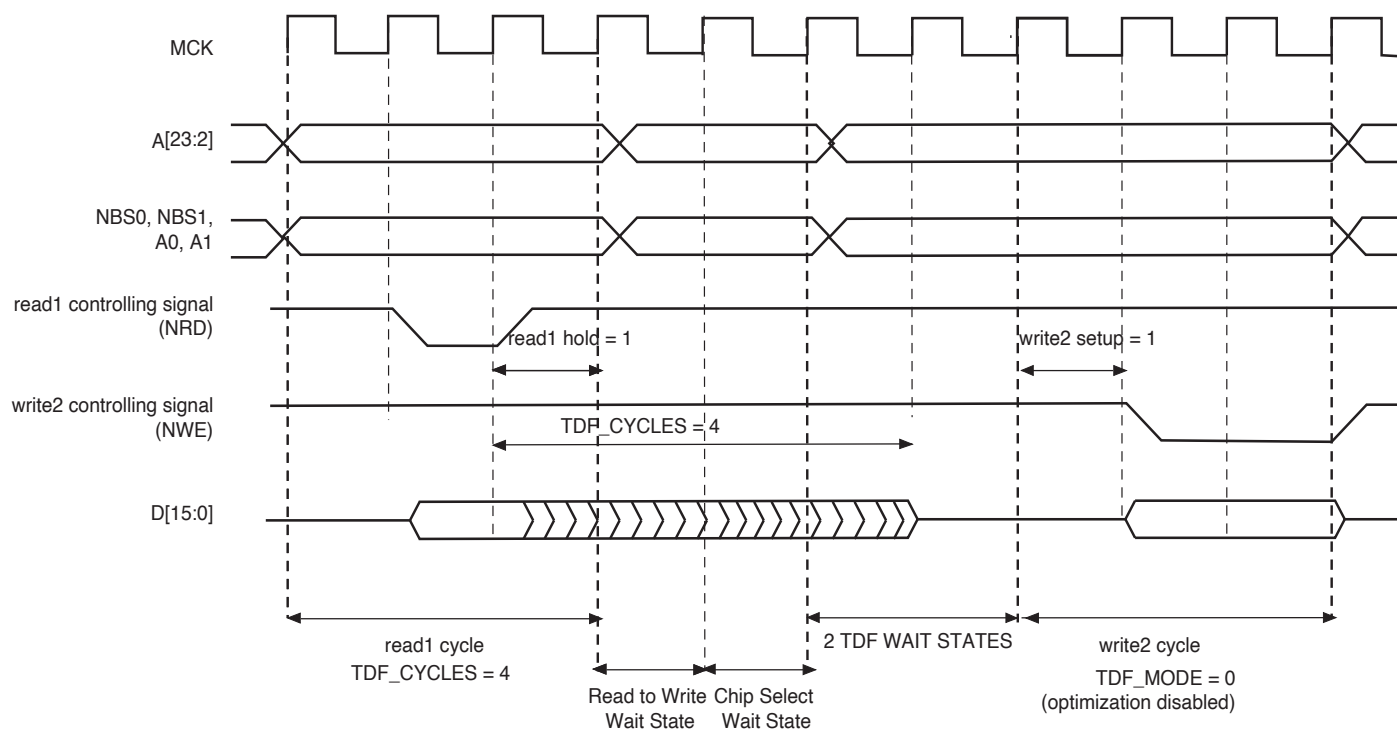 MCK
A[23:2]
NBS0, NBS1,
A0, A1
read1 controlling signal
(NRD)
read1 hold = 1
write2 setup = 1
write2 controlling signal
(NWE)
TDF_CYCLES = 4
D[15:0]
read1 cycle
TDF_CYCLES = 4
2 TDF WAIT STATES
write2 cycle
TDF_MODE = 0
(optimization disabled)
Read to Write
Wait State
Chip Select
Wait State